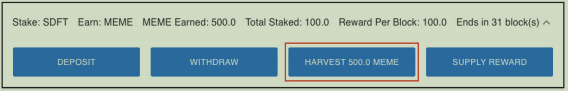 Stake: SDFT Earn: MEME MEME Earned: 500.0 Total Staked: 100.0 Reward Per Block: 100.0 Ends in 31 block(s)
DEPOSIT WITHDRAW HARVEST 500.0 MEME SUPPLY REWARD